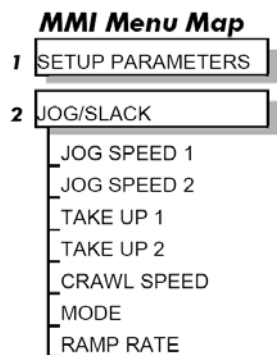 MMI Menu Map
1 SETUP PARAMETERS
2 JOG/SLACK
JOG SPEED 1
JOG SPEED 2
TAKE UP 1
TAKE UP 2
CRAWL SPEED
MODE
RAMP RATE